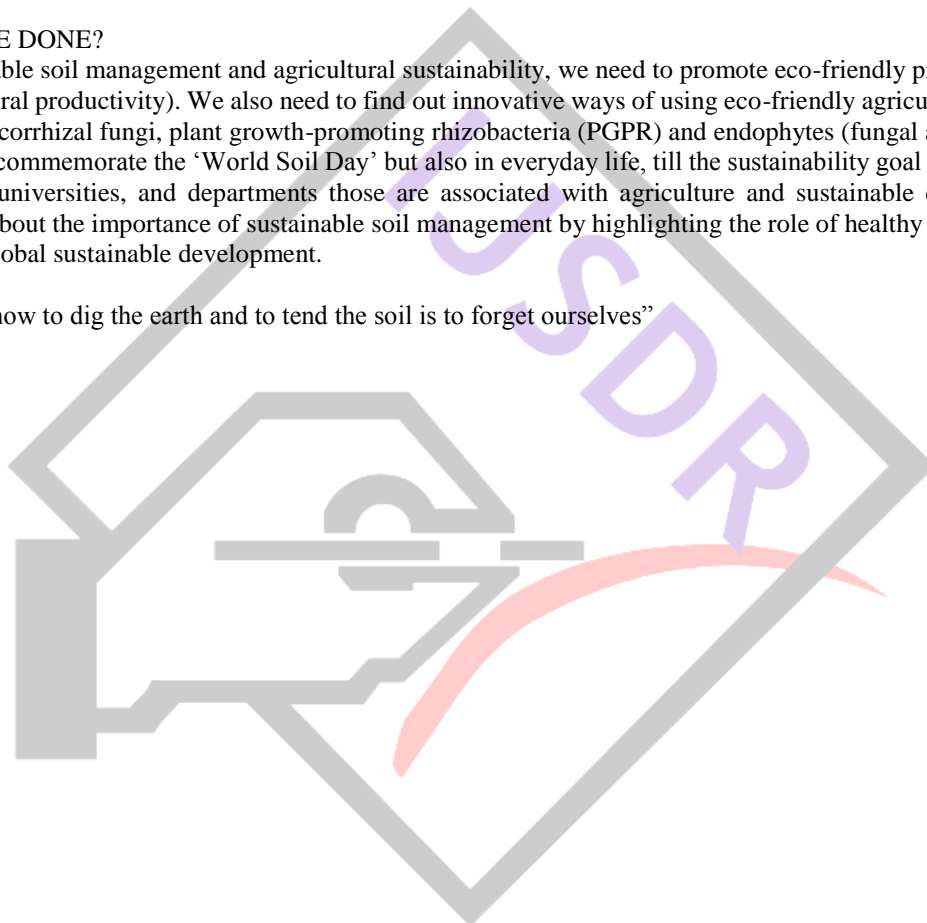 E DONE?
ble soil management and agricultural sustainability, we need to promote eco-friendly p
ral productivity). We also need to find out innovative ways of using eco-friendly agricu
corrhizal fungi, plant growth-promoting rhizobacteria (PGPR) and endophytes (fungal a
commemorate the ‘World Soil Day’ but also in everyday life, till the sustainability goal
universities, and departments those are associated with agriculture and sustainable
bout the importance of sustainable soil management by highlighting the role of healthy
lobal sustainable development.
how to dig the earth and to tend the soil is to forget ourselves”
IJSDR